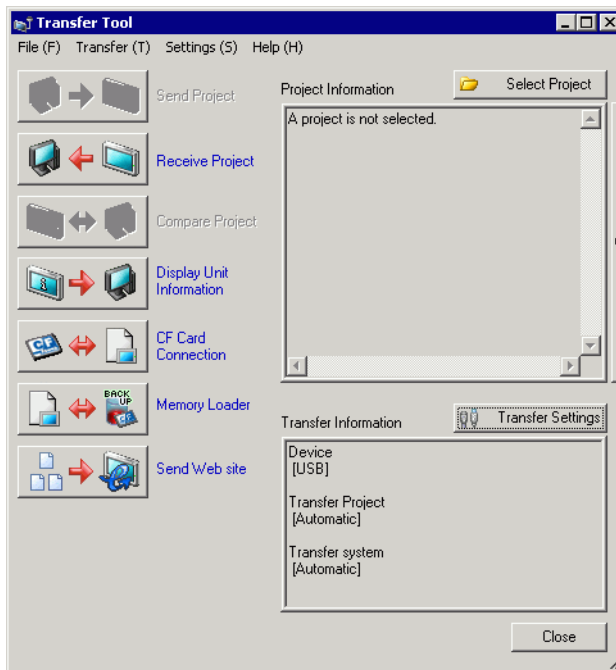 Transfer Tool
File (F) Transfer (T) Settings (S) Help (H)
Send Project
Receive Project
Compare Project
Display Unit
Information
CF
CF Card
Connection
BACK
UP
CF
Memory Loader
Send Web site
Project Information
Select Project
A project is not selected.
Transfer Information
Transfer Settings
Device
[USB]
Transfer Project
[Automatic]
Transfer system
[Automatic]
Close